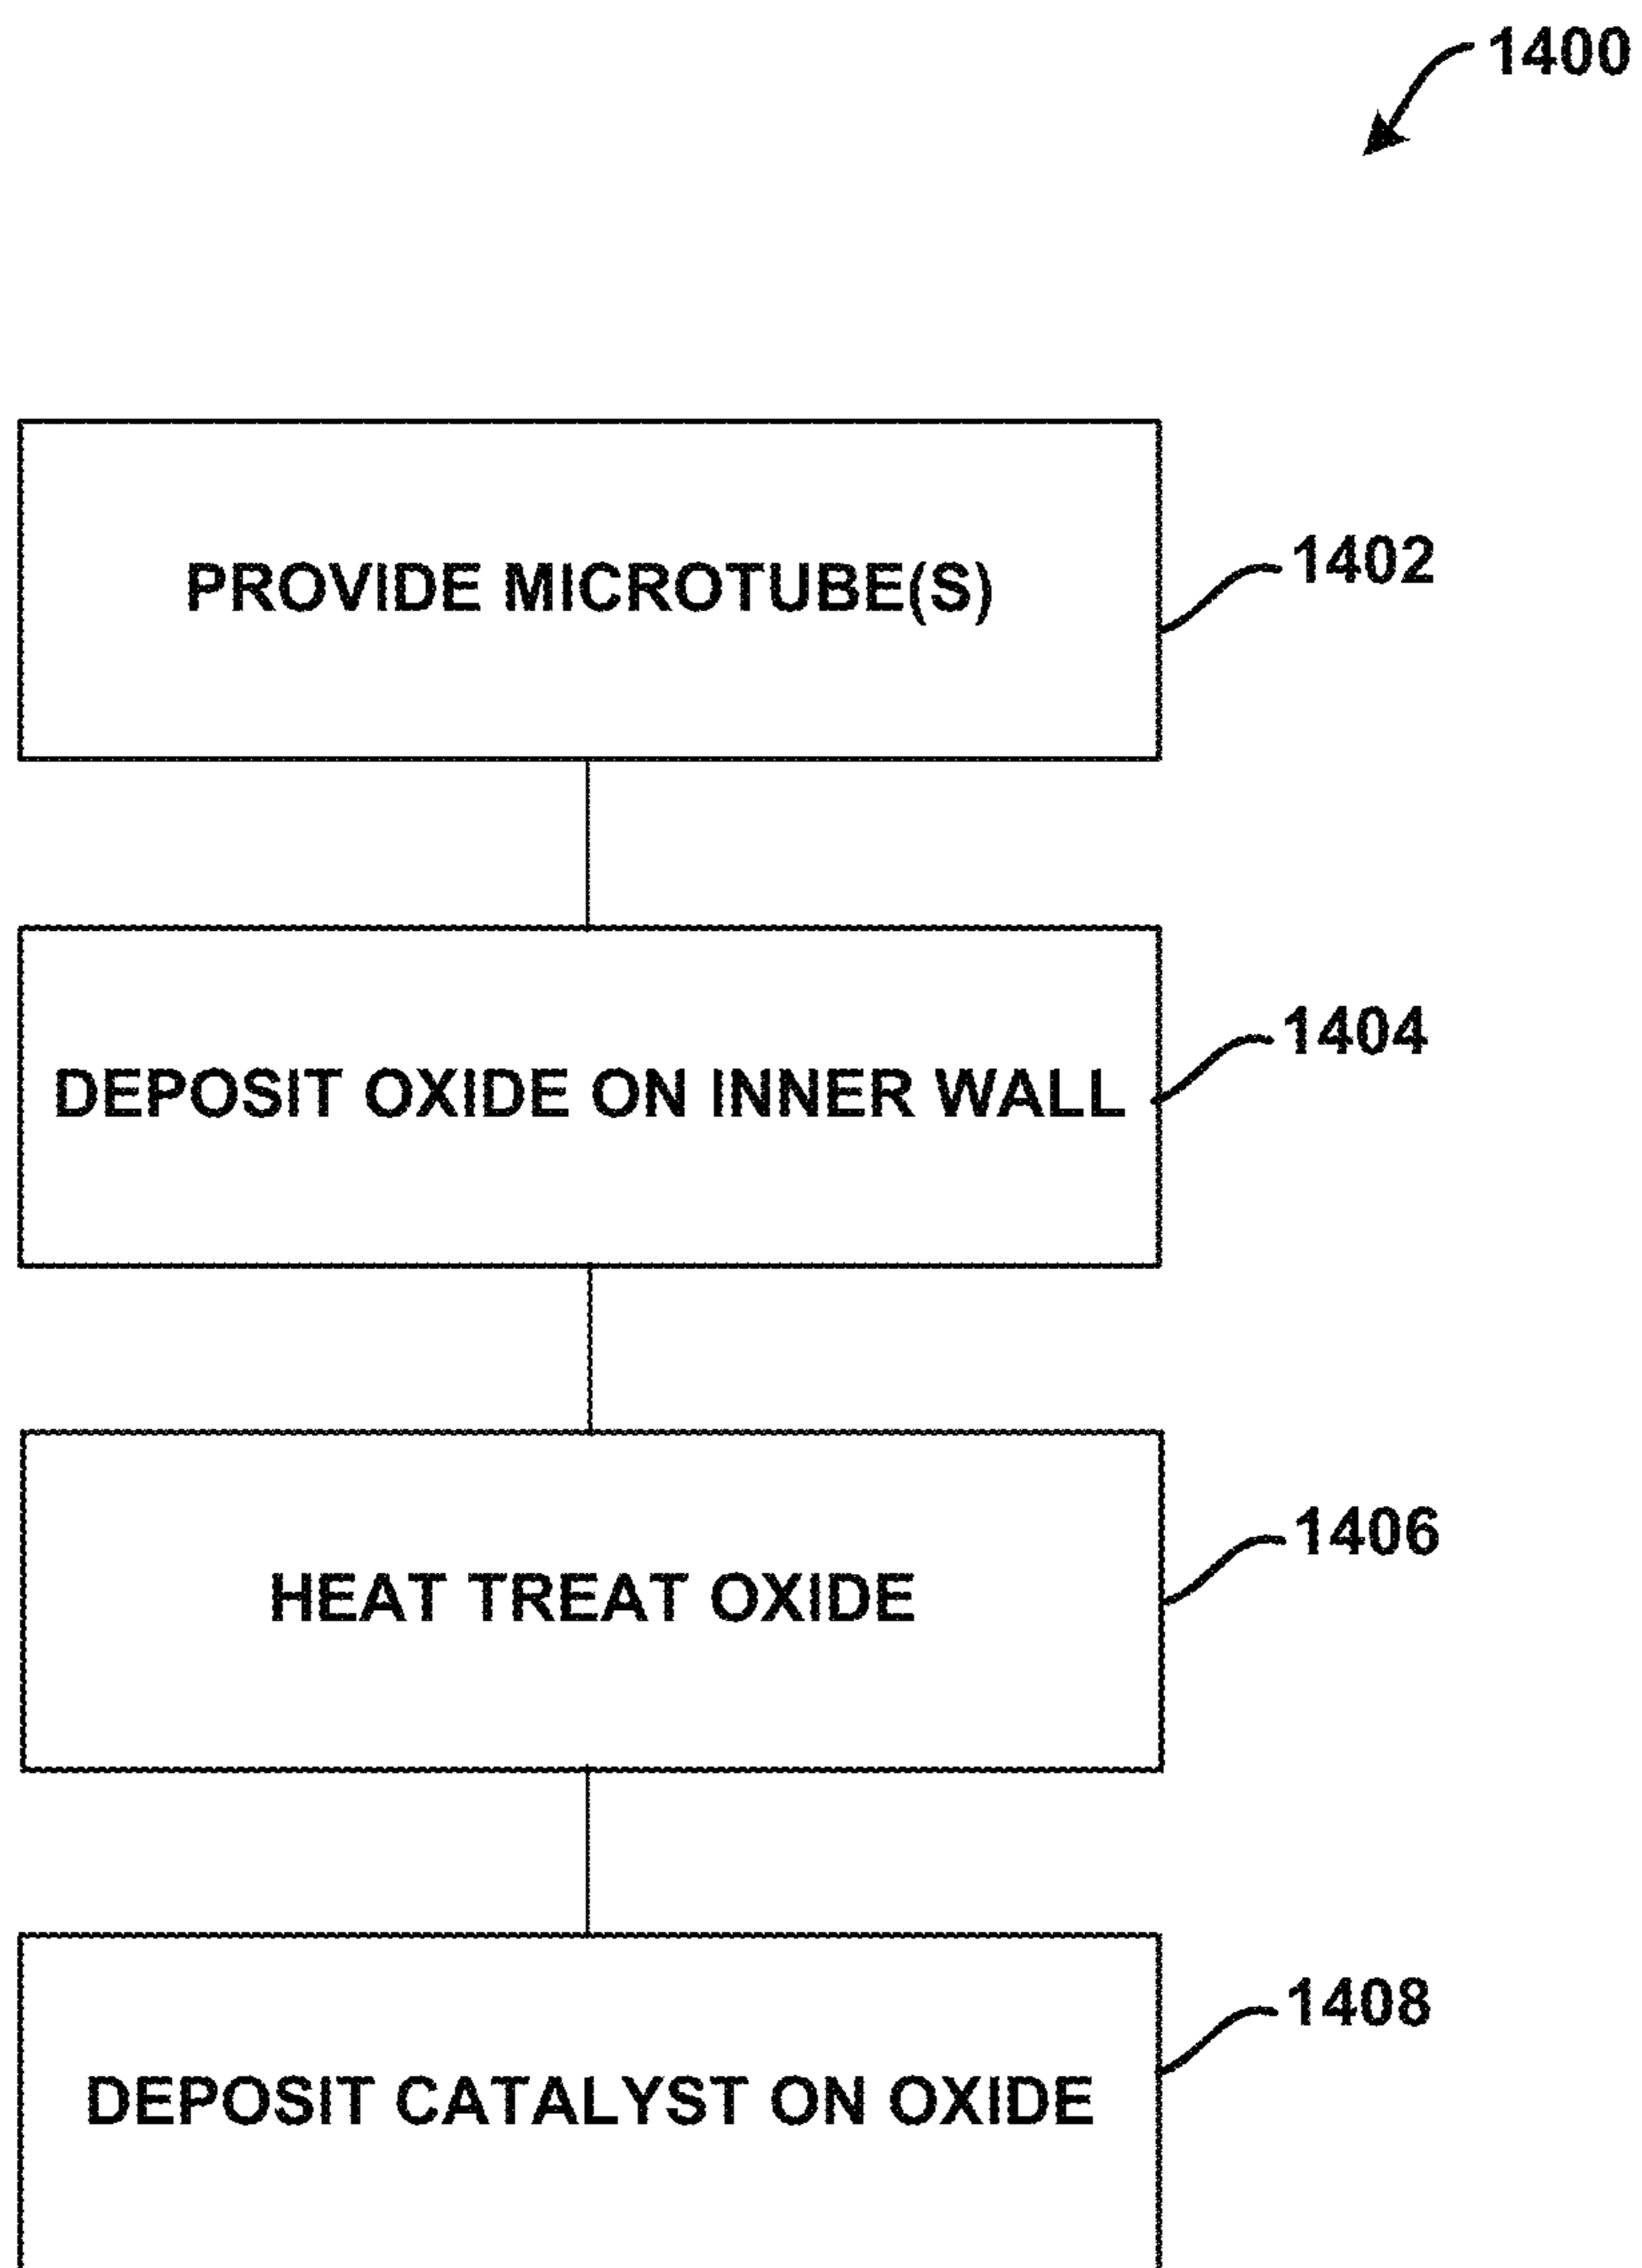 1400
PROVIDE MICROTUBE(S)
1402
DEPOSIT OXIDE ON INNER WALL
1404
HEAT TREAT OXIDE
1406
DEPOSIT CATALYST ON OXIDE
1408